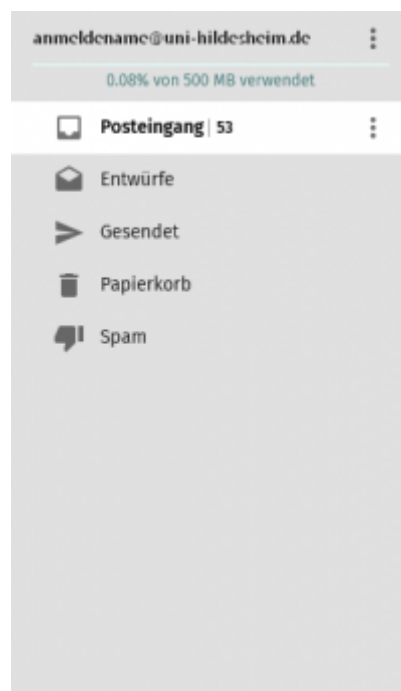 anmeldename@uni-hildesheim.de
0.08% von 500 MB verwendet
Posteingang | 53
Entwürfe
Gesendet
Papierkorb
Spam